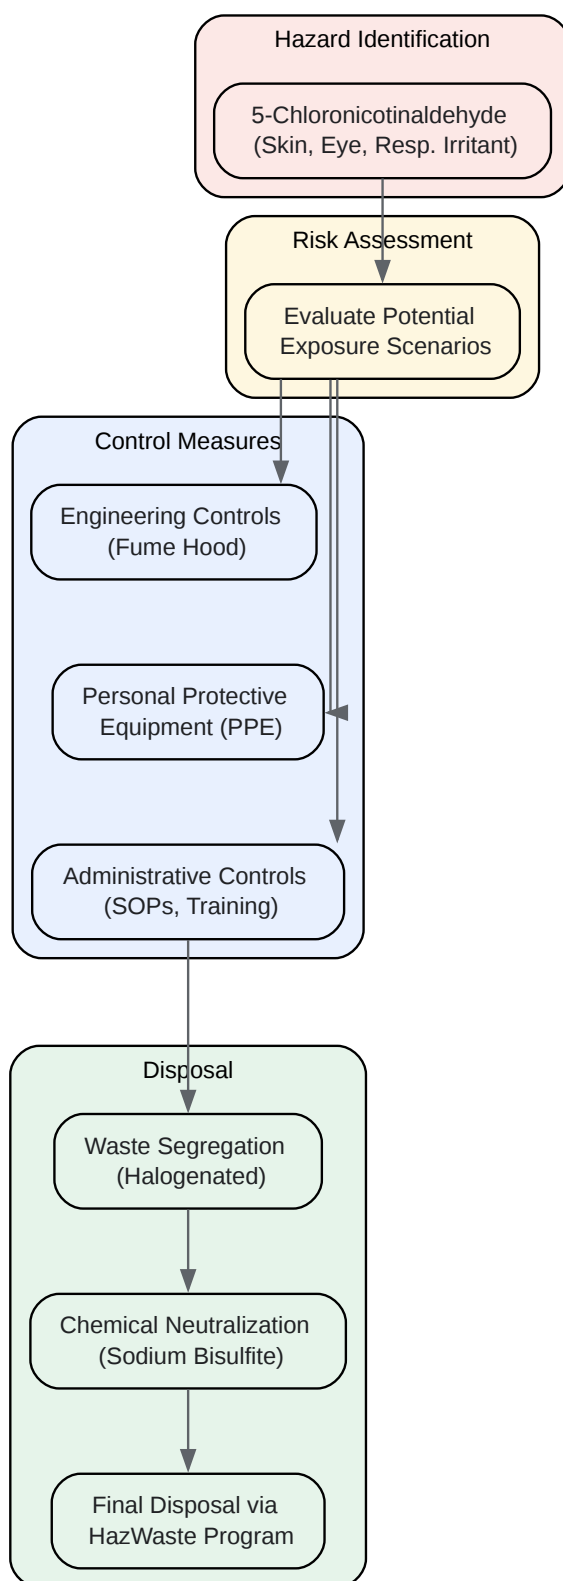 Hazard Identification
5-Chloronicotinaldehyde
(Skin, Eye, Resp. Irritant)
Risk Assessment
Evaluate Potential
Exposure Scenarios
Control Measures
Engineering Controls
(Fume Hood)
Personal Protective
Equipment (PPE)
Administrative Controls
(SOPs, Training)
Disposal
Waste Segregation
(Halogenated)
Chemical Neutralization
(Sodium Bisulfite)
Final Disposal via
HazWaste Program